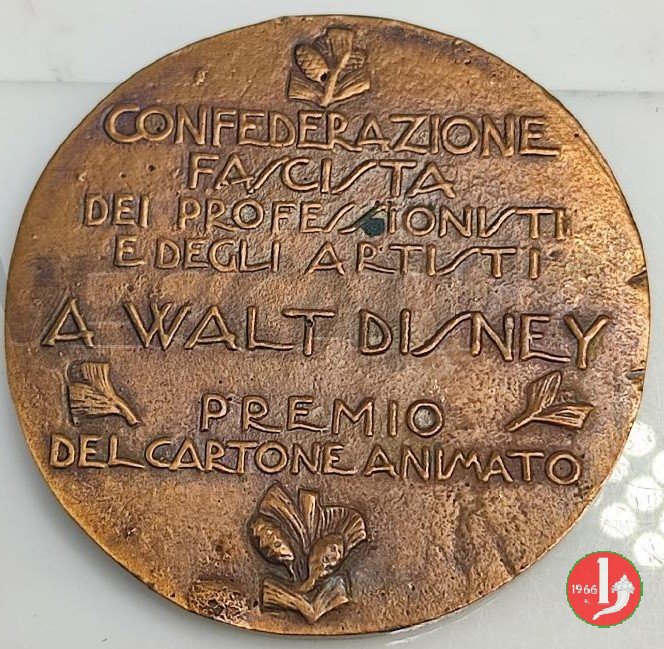 CONFEDERAZIONE
FASCISTA
DEI PROFESSIONISTI
E DEGLI ARTISTI
A WALT DISNEY
PREMIO
DEL CARTONE ANIMATO
1966